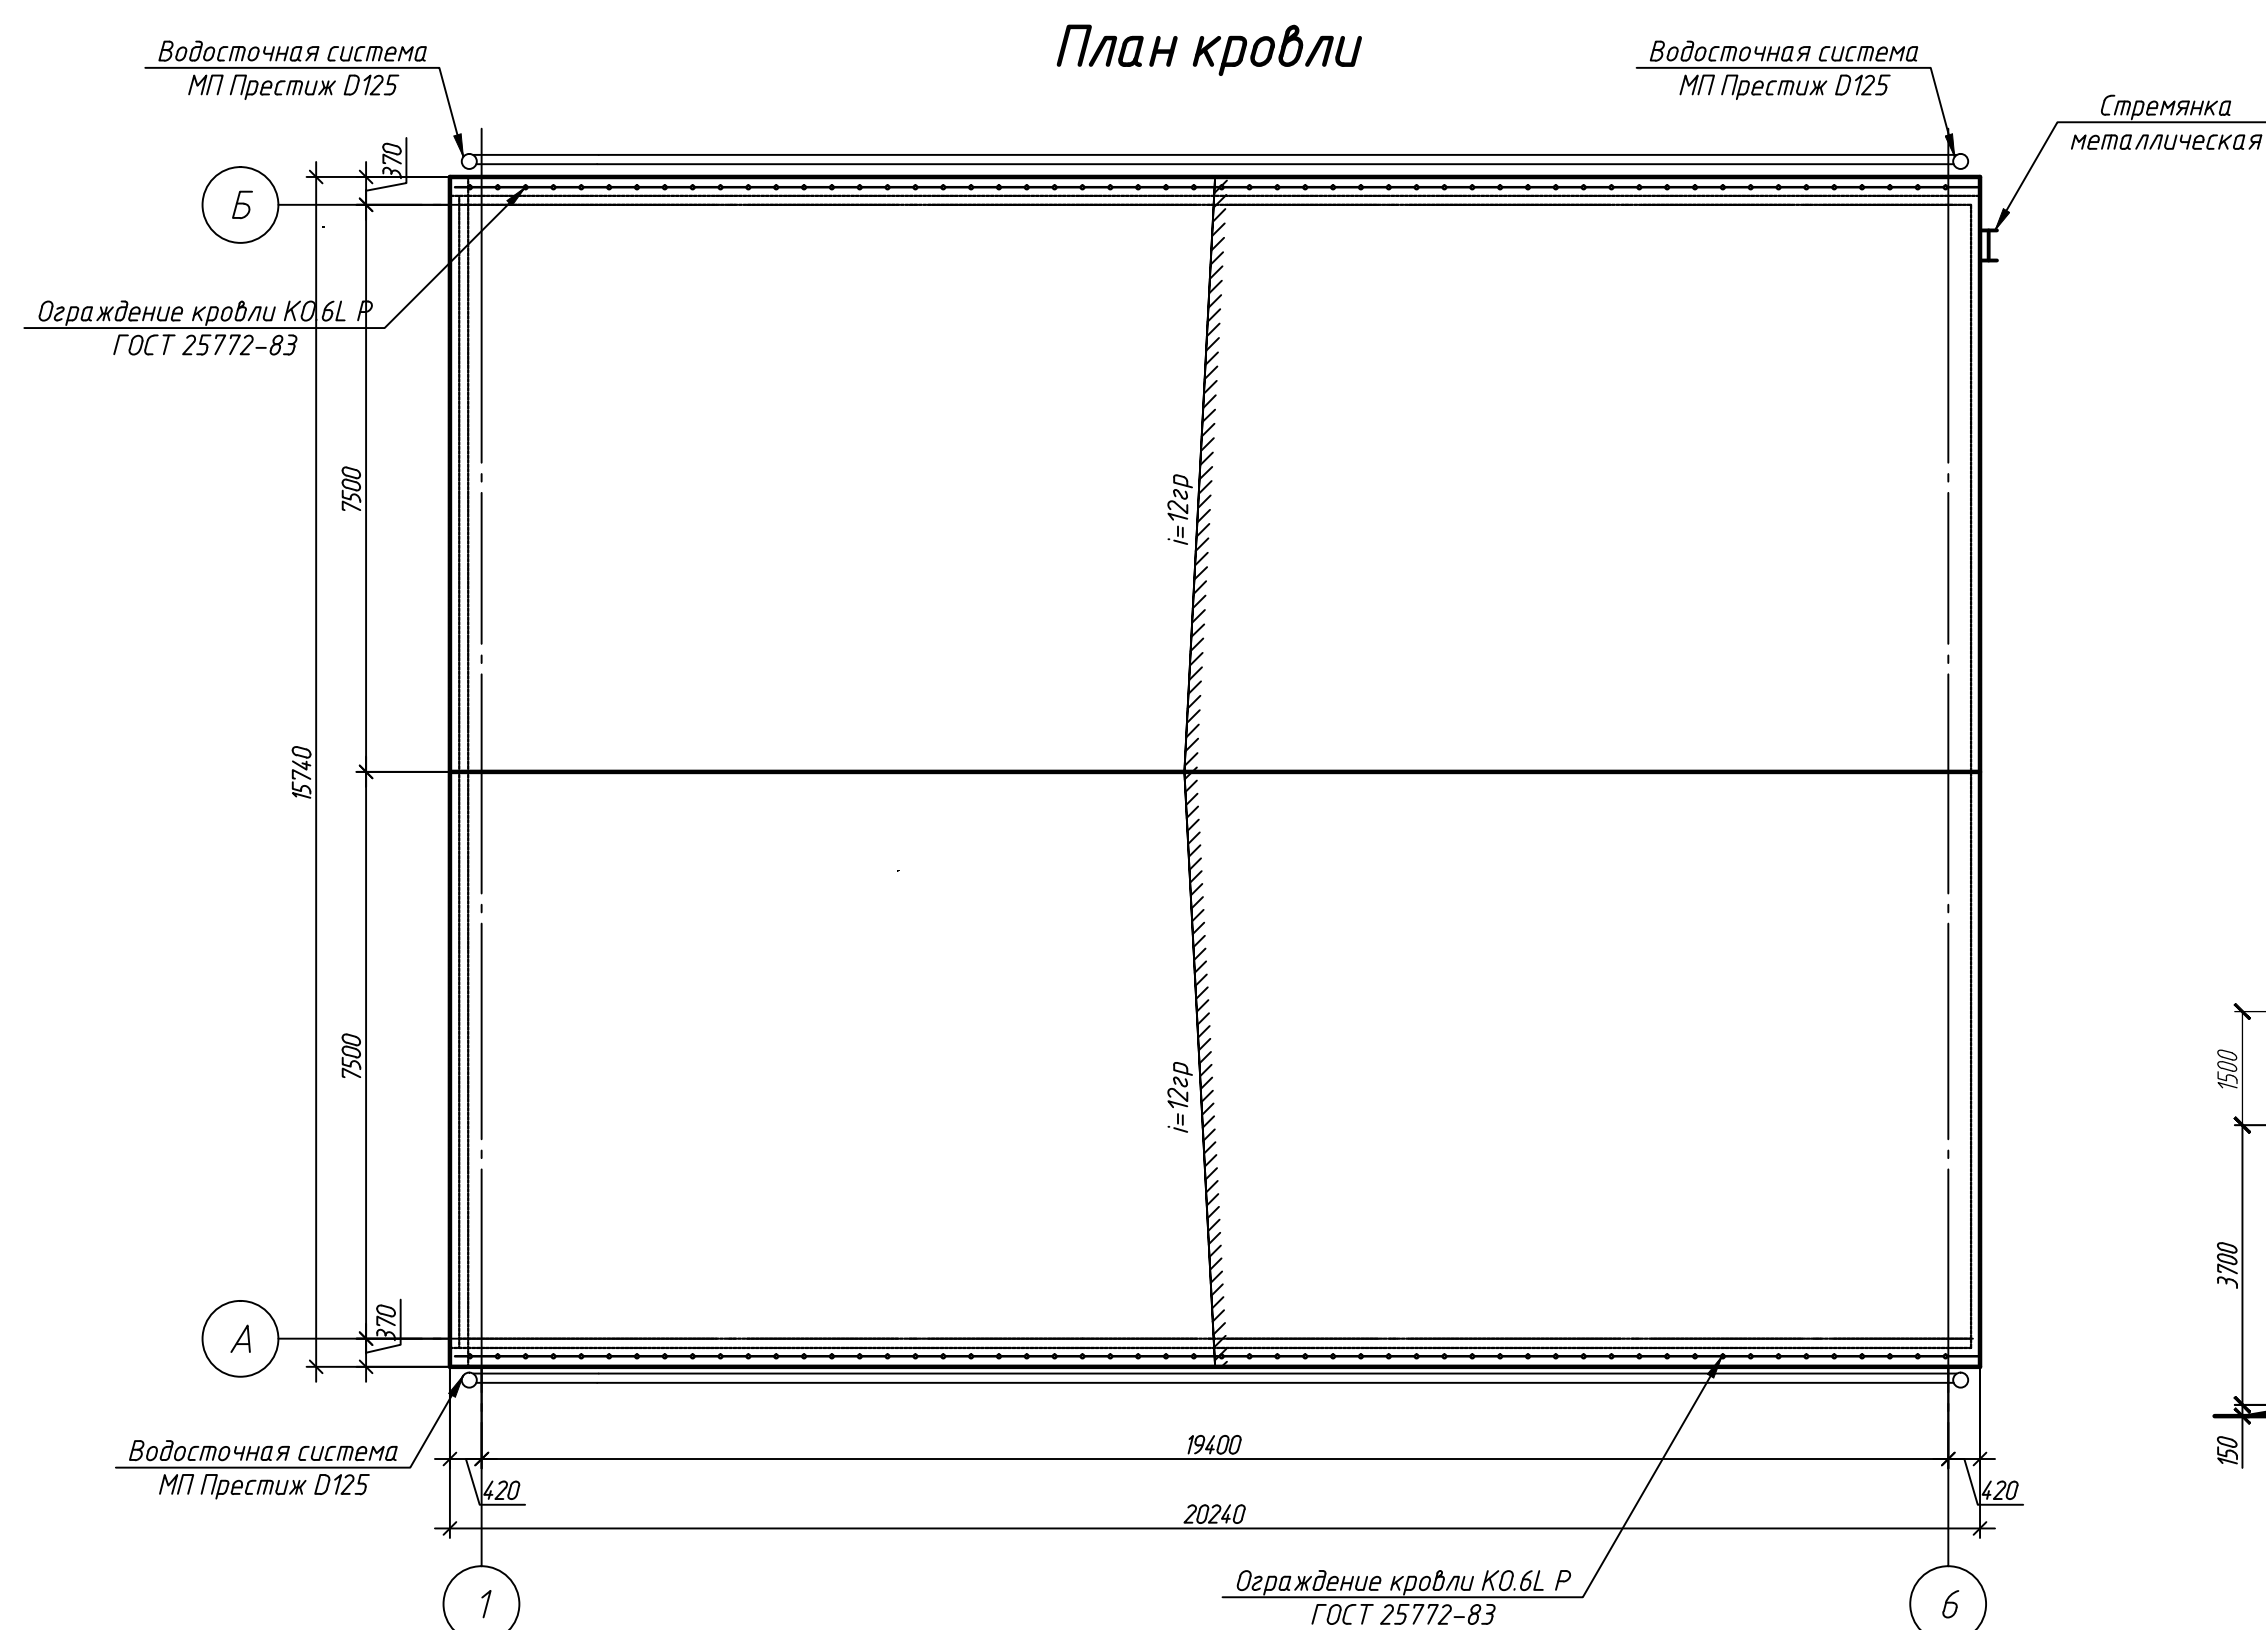 План кровли
Водосточная система
МП Престиж D125
Водосточная система
МП Престиж D125
Стремянка
металлическая
370
Б
Ограждение кровли КО.6L Р
ГОСТ 25772-83
7500
i=12гр
15740
7500
i=12гр
1500
3700
150
А
370
Водосточная система
МП Престиж D125
19400
420
420
20240
Ограждение кровли КО.6L Р
ГОСТ 25772-83
1
6